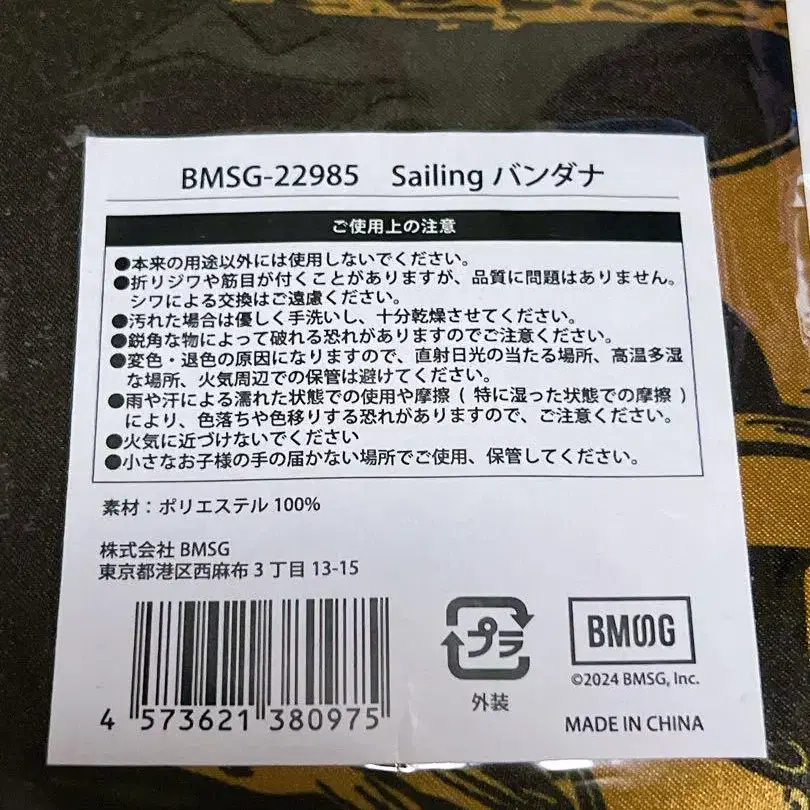 BMSG-22985 Sailing バンダナ
ご使用上の注意
●本来の用途以外には使用しないでください。
●折りジワや筋目が付くことがありますが、品質に問題はありません。
シワによる交換はご遠慮ください。
●汚れた場合は優しく手洗いし、十分乾燥させてください。
●鋭角な物によって破れる恐れがありますのでご注意ください。
●変色・退色の原因になりますので、直射日光の当たる場所、高温多湿
な場所、火気周辺での保管は避けてください。
●雨や汗による濡れた状態での使用や摩擦 ( 特に湿った状態での摩擦 )
により、色落ちや色移りする恐れがありますので、ご注意ください。
●火気に近づけないでください
●小さなお子様の手の届かない場所でご使用、保管してください。
素材：ポリエステル 100%
株式会社 BMSG
東京都港区西麻布 3 丁目 13-15
4 573621 380975
プラ
外装
BMSG
©2024 BMSG, Inc.
MADE IN CHINA